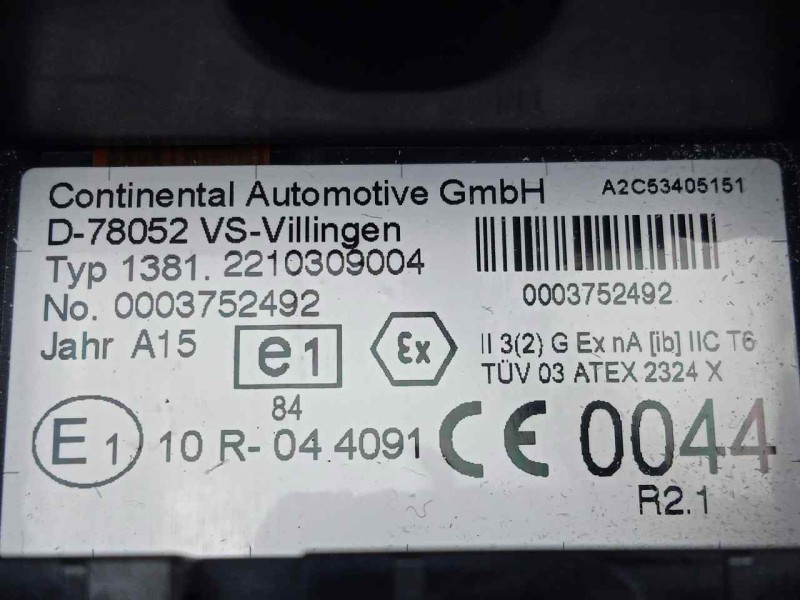 Continental Automotive GmbH A2C53405151
D-78052 VS-Villingen
Typ 1381. 2210309004
No. 0003752492 0003752492
Jahr A15 e1 Ex II 3(2) G Ex nA [ib] IIC T6
TÜV 03 ATEX 2324 X
84
E1 10 R- 04 4091 CE 0044
R2.1